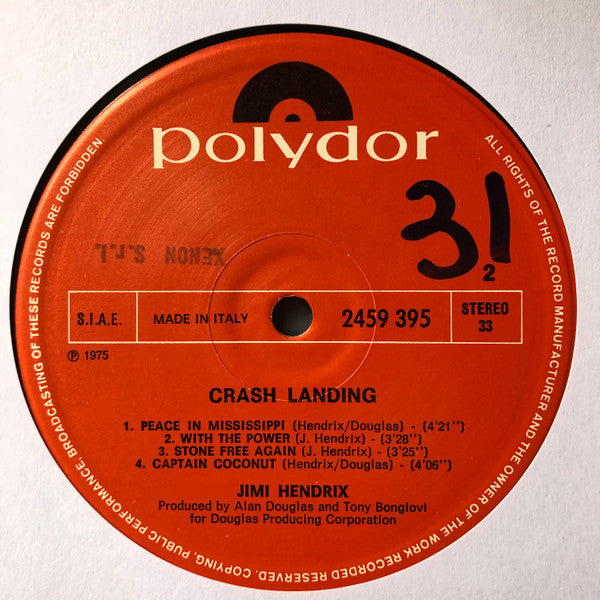 polydor
31
2
XENON S.r.l.
S.I.A.E.
MADE IN ITALY
2459 395
STEREO
33
℗ 1975
CRASH LANDING
1. PEACE IN MISSISSIPPI (Hendrix/Douglas) - (4'21'')
2. WITH THE POWER (J. Hendrix) - (3'28'')
3. STONE FREE AGAIN (J. Hendrix) - (3'25'')
4. CAPTAIN COCONUT (Hendrix/Douglas) - (4'06'')
JIMI HENDRIX
Produced by Alan Douglas and Tony Bonglovi
for Douglas Producing Corporation
ALL RIGHTS OF THE RECORD MANUFACTURER AND THE OWNER OF THE WORK RECORDED RESERVED. COPYING, PUBLIC PERFORMANCE, BROADCASTING OF THESE RECORDS ARE FORBIDDEN.